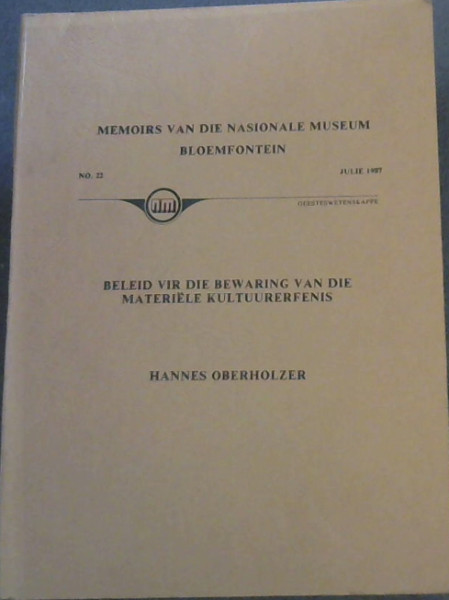 MEMOIRS VAN DIE NASIONALE MUSEUM
BLOEMFONTEIN
NO. 22 JULIE 1987
nm
GEESTESWETENSKAPPE
BELEID VIR DIE BEWARING VAN DIE
MATERIËLE KULTUURERFENIS
HANNES OBERHOLZER